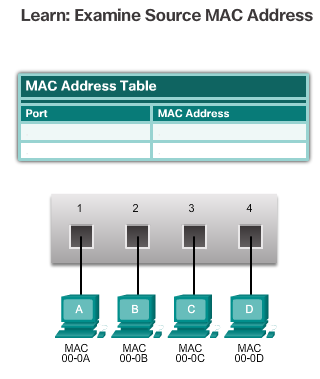 Learn: Examine Source MAC Address
MAC Address Table
Port MAC Address
1 2 3 4
A B C D
MAC MAC MAC MAC
00-0A 00-0B 00-0C 00-0D